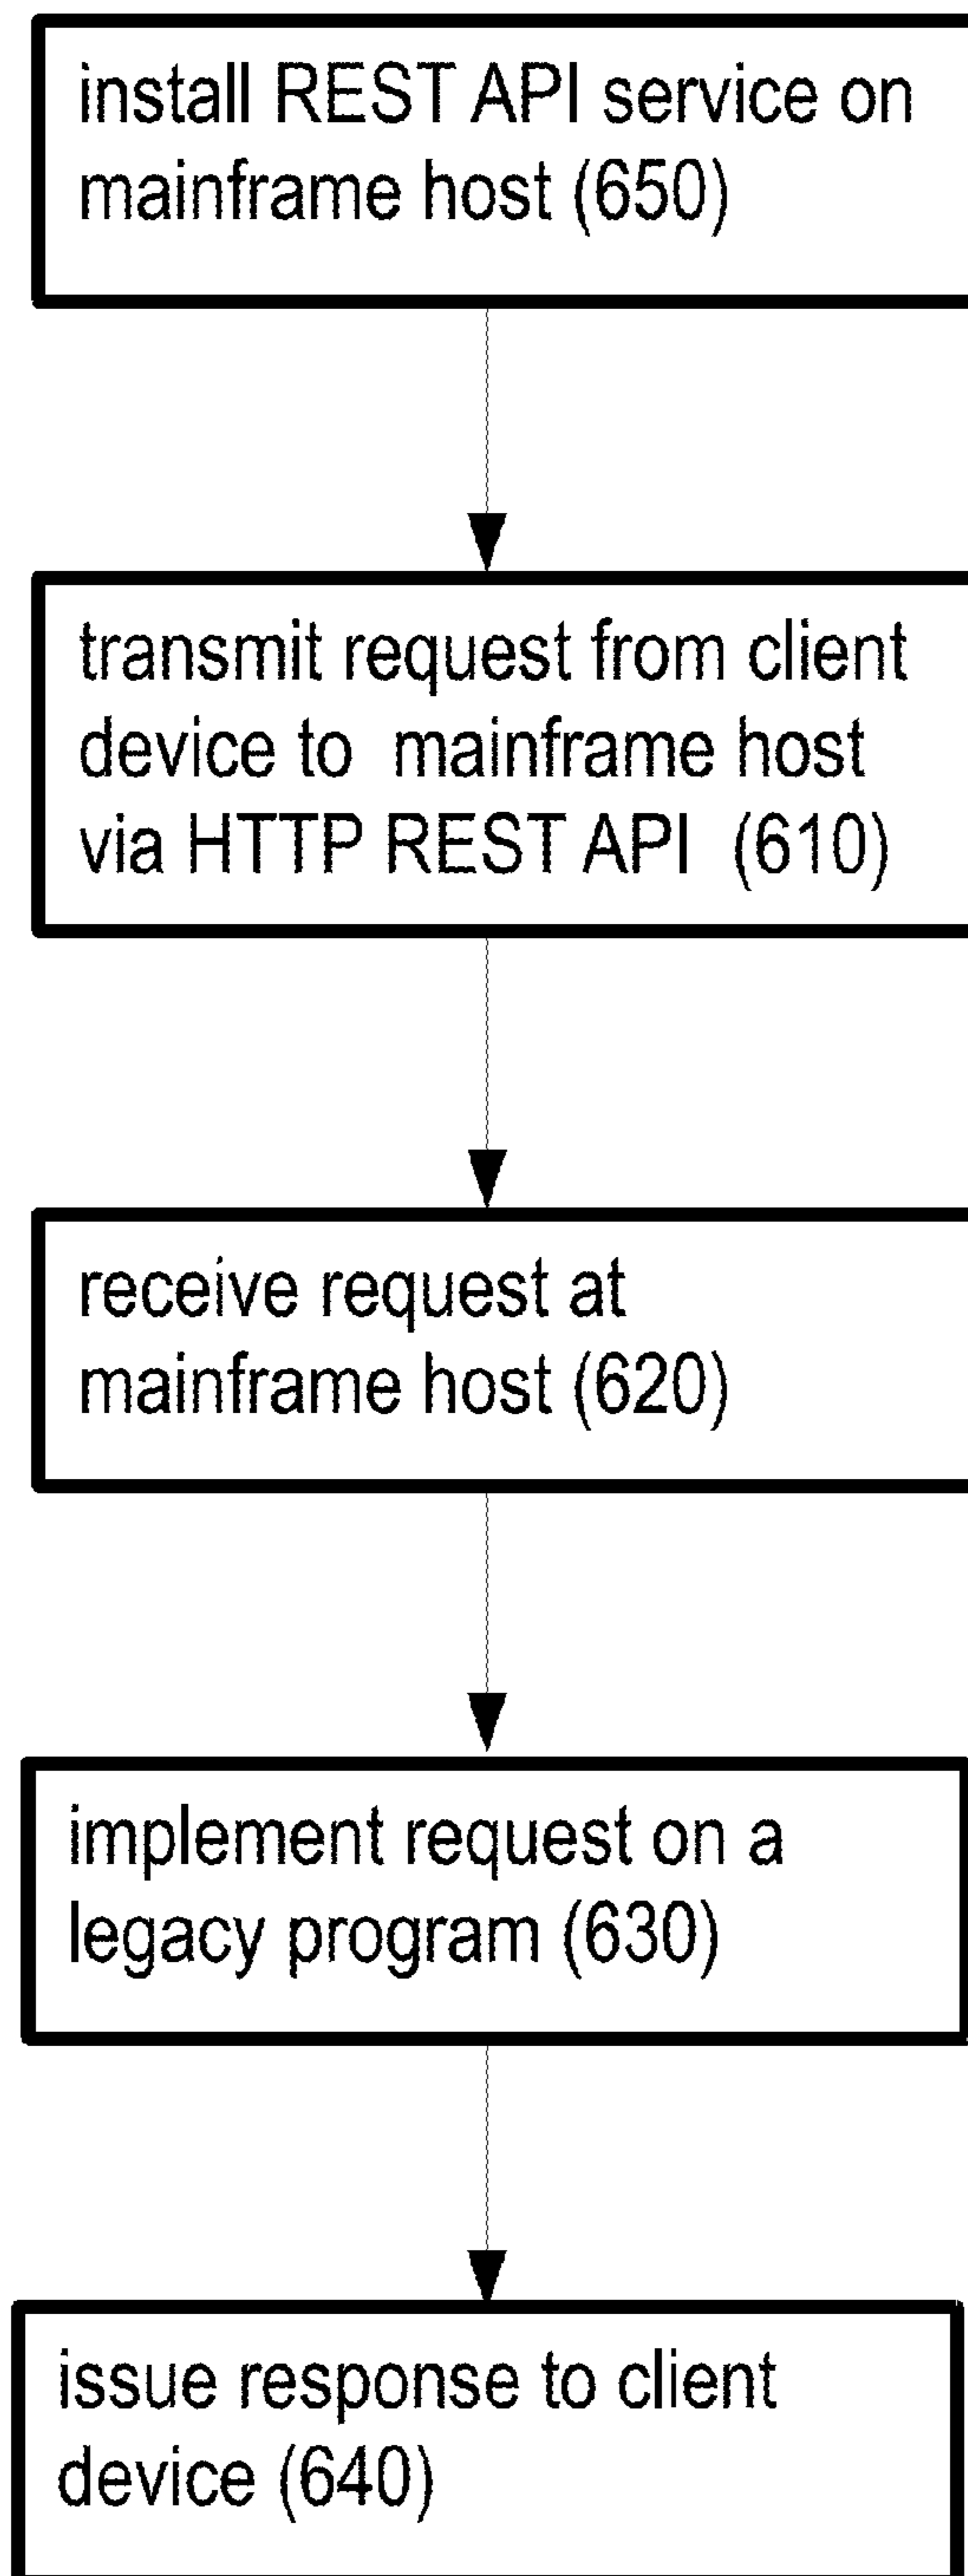 install REST API service on
mainframe host (650)
transmit request from client
device to mainframe host
via HTTP REST API (610)
receive request at
mainframe host (620)
implement request on a
legacy program (630)
issue response to client
device (640)